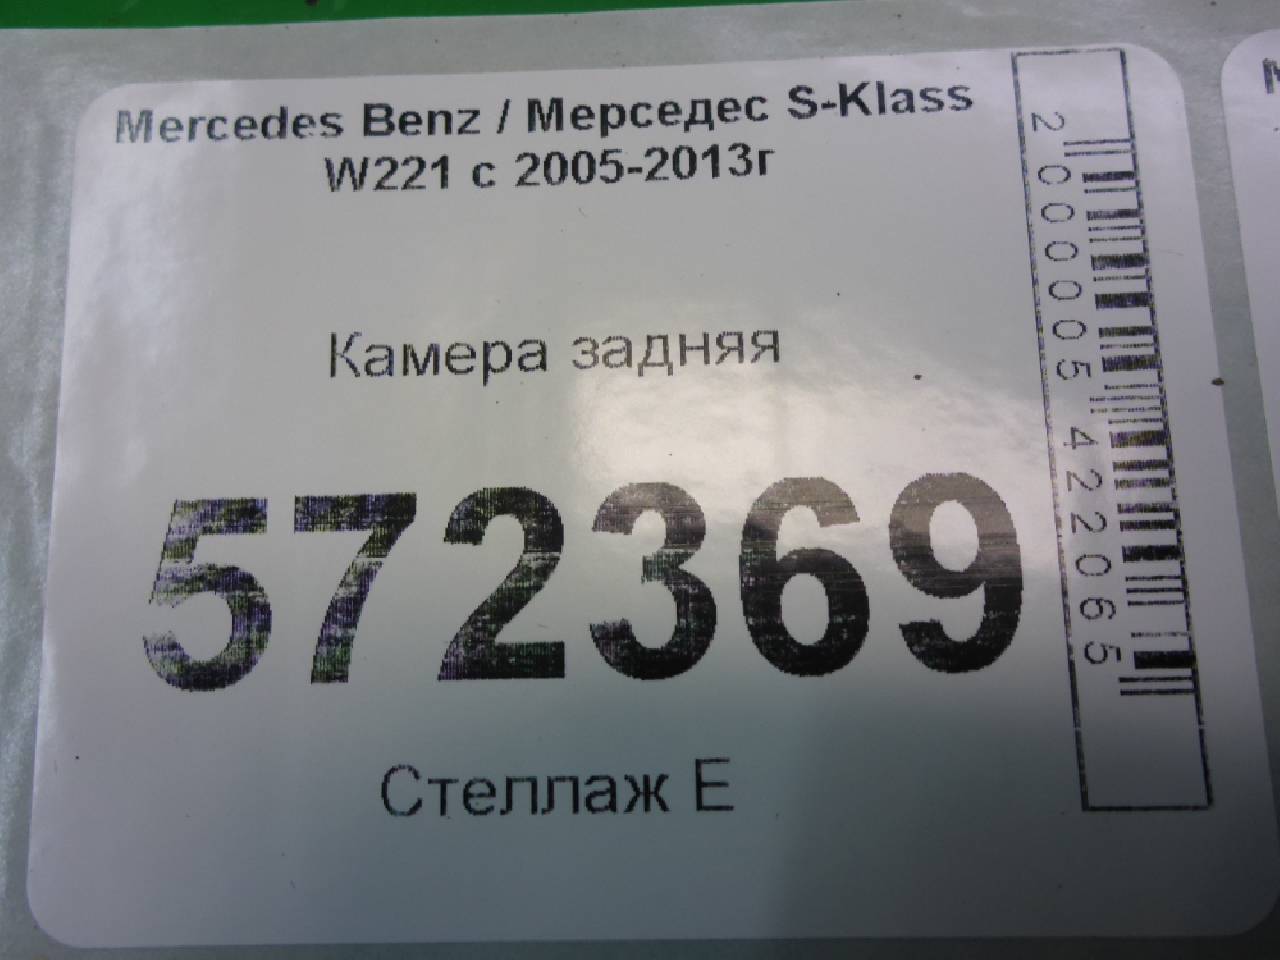 Mercedes Benz / Мерседес S-Klass
W221 с 2005-2013г
Камера задняя
572369
Стеллаж Е
2000005422065